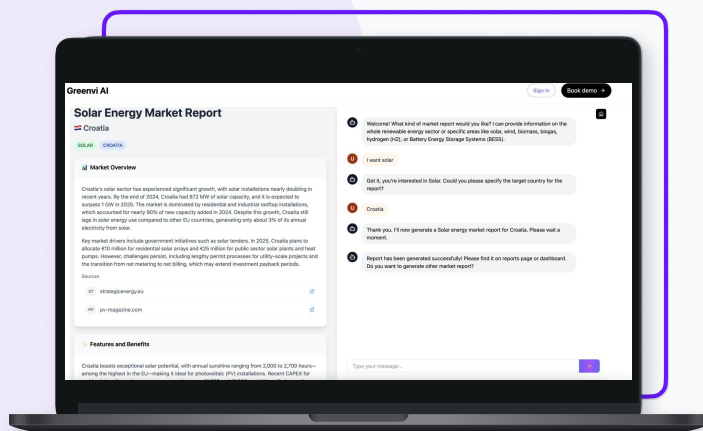 Greenvi AI
Sign In
Book demo →
Solar Energy Market Report
Croatia
SOLAR
CROATIA
Market Overview
Croatia's solar sector has experienced significant growth, with solar installations nearly doubling in
recent years. By the end of 2024, Croatia had 872 MW of solar capacity, and it is expected to
surpass 1 GW in 2025. The market is dominated by residential and industrial rooftop installations,
which accounted for nearly 90% of new capacity added in 2024. Despite this growth, Croatia still
lags in solar energy use compared to other EU countries, generating only about 3% of its annual
electricity from solar.
Key market drivers include government initiatives such as solar tenders. In 2025, Croatia plans to
allocate €10 million for residential solar arrays and €25 million for public sector solar plants and heat
pumps. However, challenges persist, including lengthy permit processes for utility-scale projects and
the transition from net metering to net billing, which may extend investment payback periods.
Sources
ST strategicenergy.eu
PV pv-magazine.com
Features and Benefits
Croatia boasts exceptional solar potential, with annual sunshine ranging from 2,000 to 2,700 hours—
among the highest in the EU—making it ideal for photovoltaic (PV) installations. Recent CAPEX for
Welcome! What kind of market report would you like? I can provide information on the
whole renewable energy sector or specific areas like solar, wind, biomass, biogas,
hydrogen (H2), or Battery Energy Storage Systems (BESS).
U
I want solar
Got it, you're interested in Solar. Could you please specify the target country for the
report?
U
Croatia
Thank you. I'll now generate a Solar energy market report for Croatia. Please wait a
moment.
Report has been generated successfully! Please find it on reports page or dashboard.
Do you want to generate other market report?
Type your message...